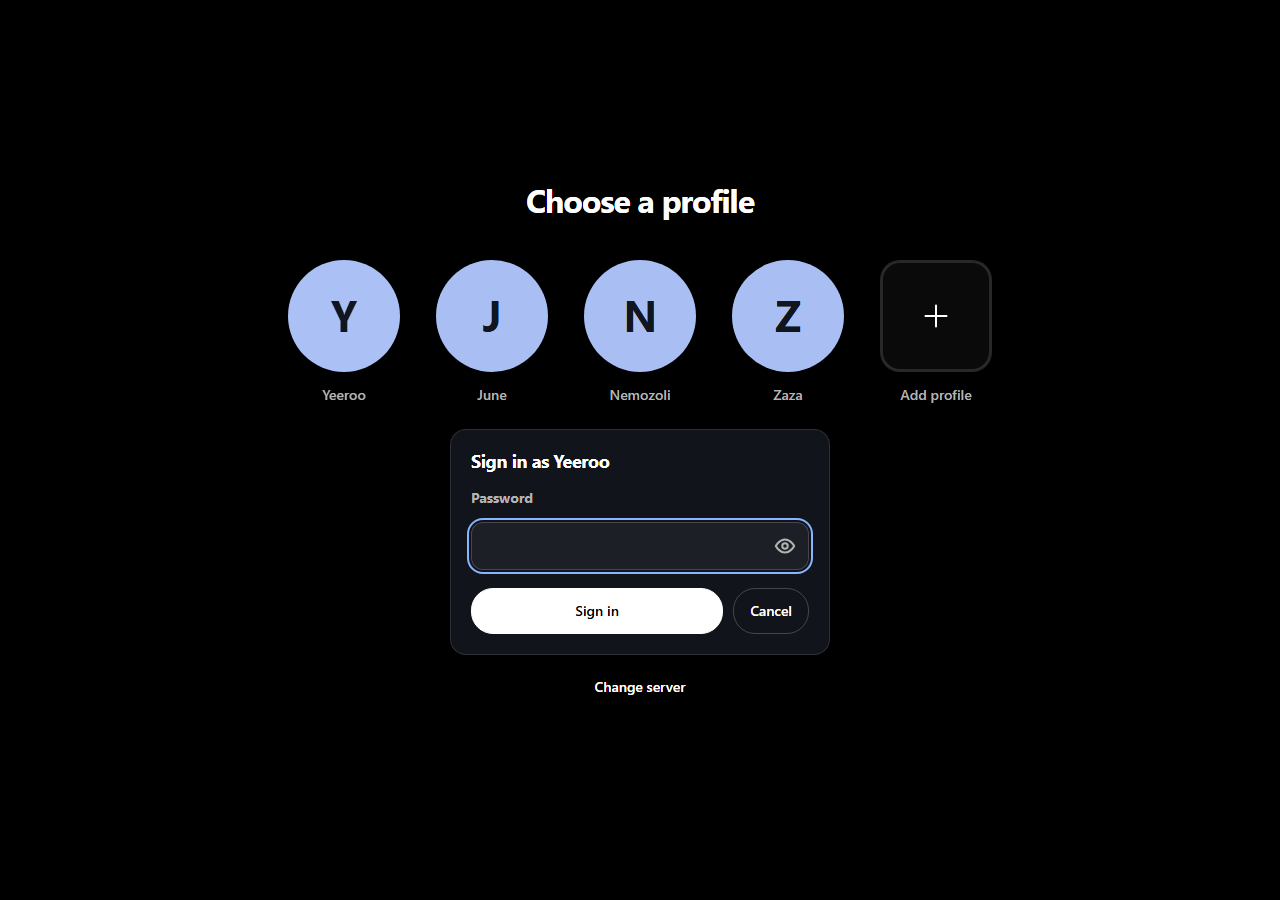 Choose a profile
Y J N Z
Yeeroo June Nemozoli Zaza Add profile
Sign in as Yeeroo
Password
Sign in Cancel
Change server